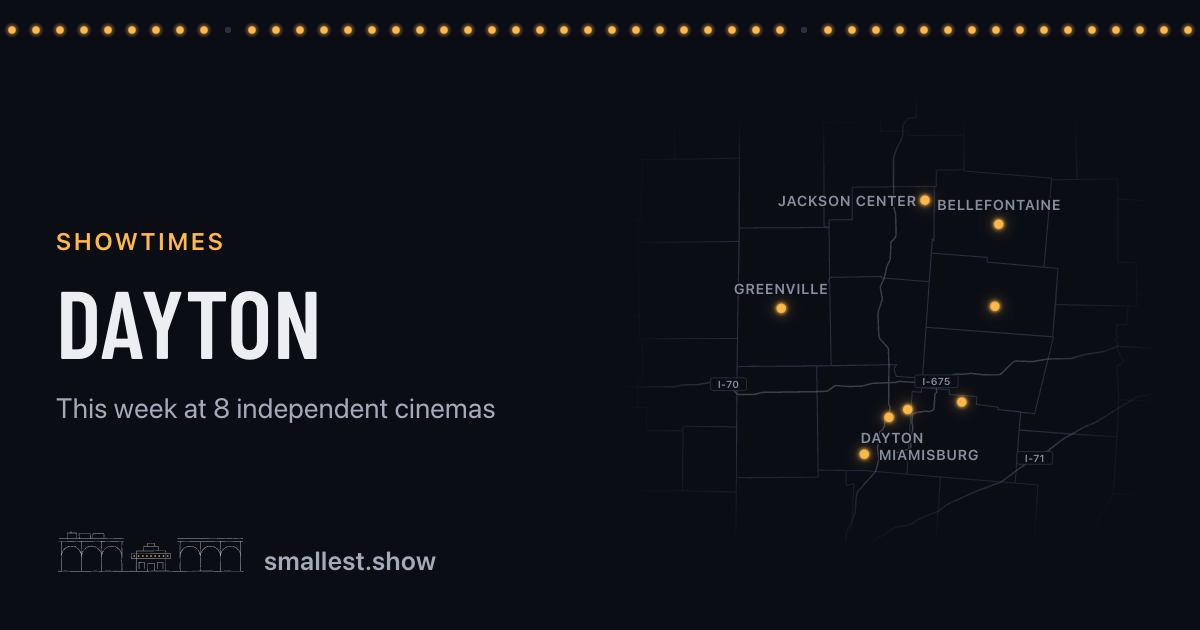 SHOWTIMES
DAYTON
This week at 8 independent cinemas
smallest.show
JACKSON CENTER
BELLEFONTAINE
GREENVILLE
I-70
I-675
DAYTON
MIAMISBURG
I-71